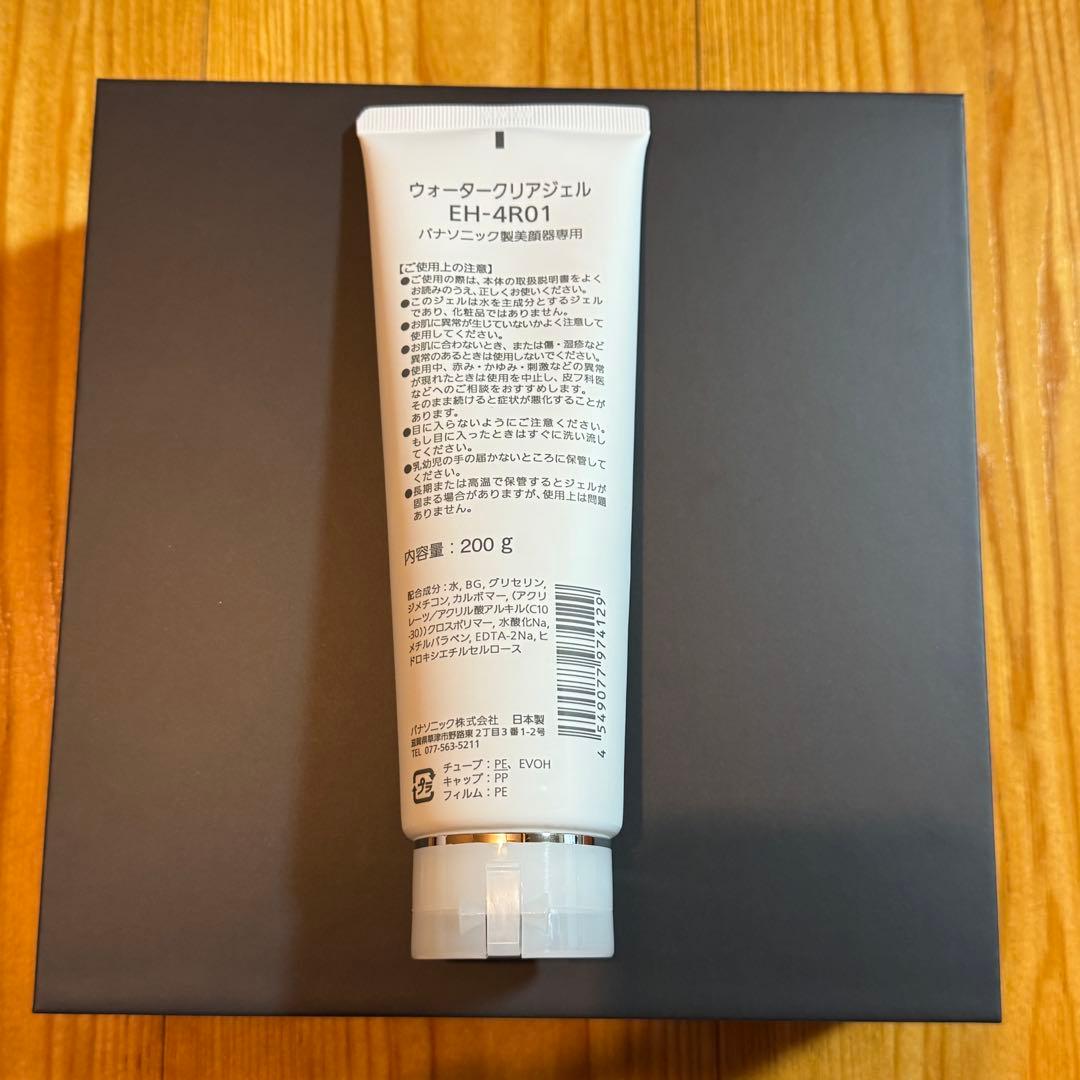 ウォータークリアジェル
EH-4R01
パナソニック製美顔器専用
【ご使用上の注意】
●ご使用の際は、本体の取扱説明書をよく
お読みのうえ、正しくお使いください。
●このジェルは水を主成分とするジェル
であり、化粧品ではありません。
●お肌に異常が生じていないかよく注意して
使用してください。
●お肌に合わないとき、または傷・湿疹など
異常のあるときは使用しないでください。
●使用中、赤み・かゆみ・刺激などの異常
が現れたときは使用を中止し、皮フ科医
などへのご相談をおすすめします。
そのまま続けると症状が悪化することが
あります。
●目に入らないようにご注意ください。
もし目に入ったときはすぐに洗い流し
てください。
●乳幼児の手の届かないところに保管して
ください。
●長期または高温で保管するとジェルが
固まる場合がありますが、使用上は問題
ありません。
内容量：200 g
配合成分：水, BG, グリセリン,
ジメチコン, カルボマー, (アクリ
レーツ/アクリル酸アルキル(C10
-30))クロスポリマー, 水酸化Na,
メチルパラベン, EDTA-2Na, ヒ
ドロキシエチルセルロース
4 549077 974129
パナソニック株式会社 日本製
滋賀県草津市野路東2丁目3番1-2号
TEL 077-563-5211
プラ
チューブ：PE、EVOH
キャップ：PP
フィルム：PE